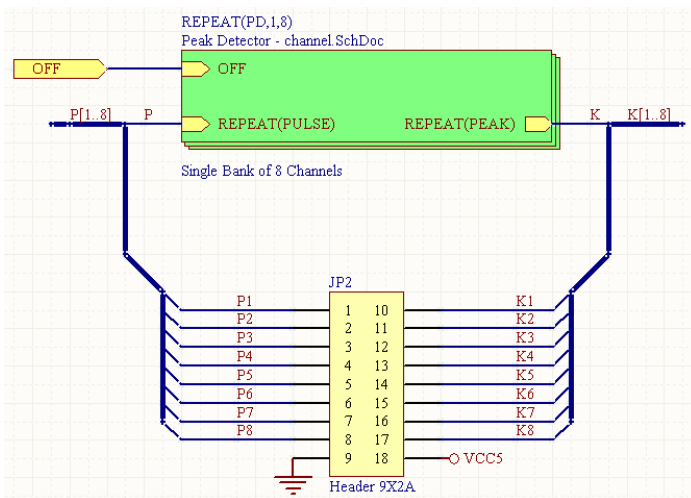 REPEAT(PD,1,8)
Peak Detector - channel.SchDoc
OFF
OFF
P[1..8]
P
REPEAT(PULSE)
REPEAT(PEAK)
K
K[1..8]
Single Bank of 8 Channels
JP2
P1 1 10 K1
P2 2 11 K2
P3 3 12 K3
P4 4 13 K4
P5 5 14 K5
P6 6 15 K6
P7 7 16 K7
P8 8 17 K8
9 18 VCC5
Header 9X2A